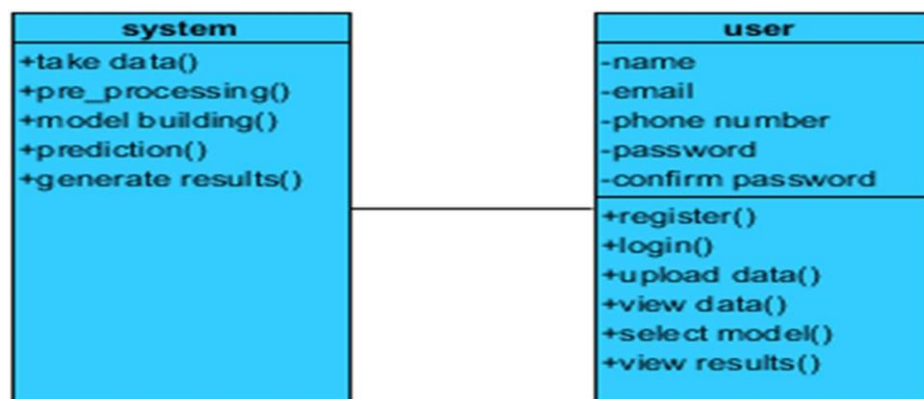 system
+take data()
+pre_processing()
+model building()
+prediction()
+generate results()
user
-name
-email
-phone number
-password
-confirm password
+register()
+login()
+upload data()
+view data()
+select model()
+view results()